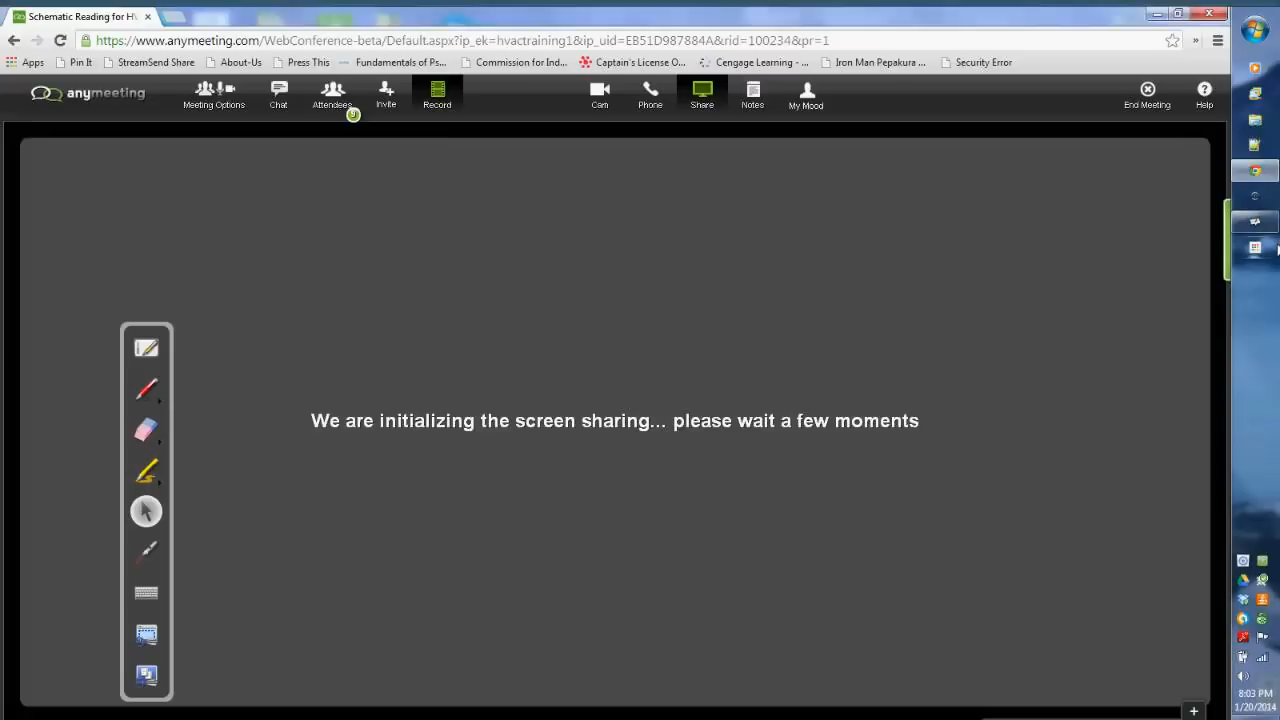 Schematic Reading for H
https://www.anymeeting.com/WebConference-beta/Default.aspx?ip_ek=hvactraining1&ip_uid=EB51D987884A&rid=100234&pr=1
Apps Pin It StreamSend Share About-Us Press This Fundamentals of Ps... Commission for Ind... Captain's License O... Cengage Learning - ... Iron Man Pepakura ... Security Error
anymeeting Meeting Options Chat Attendees Invite Record Cam Phone Share Notes My Mood End Meeting Help
We are initializing the screen sharing... please wait a few moments
8:03 PM
1/20/2014